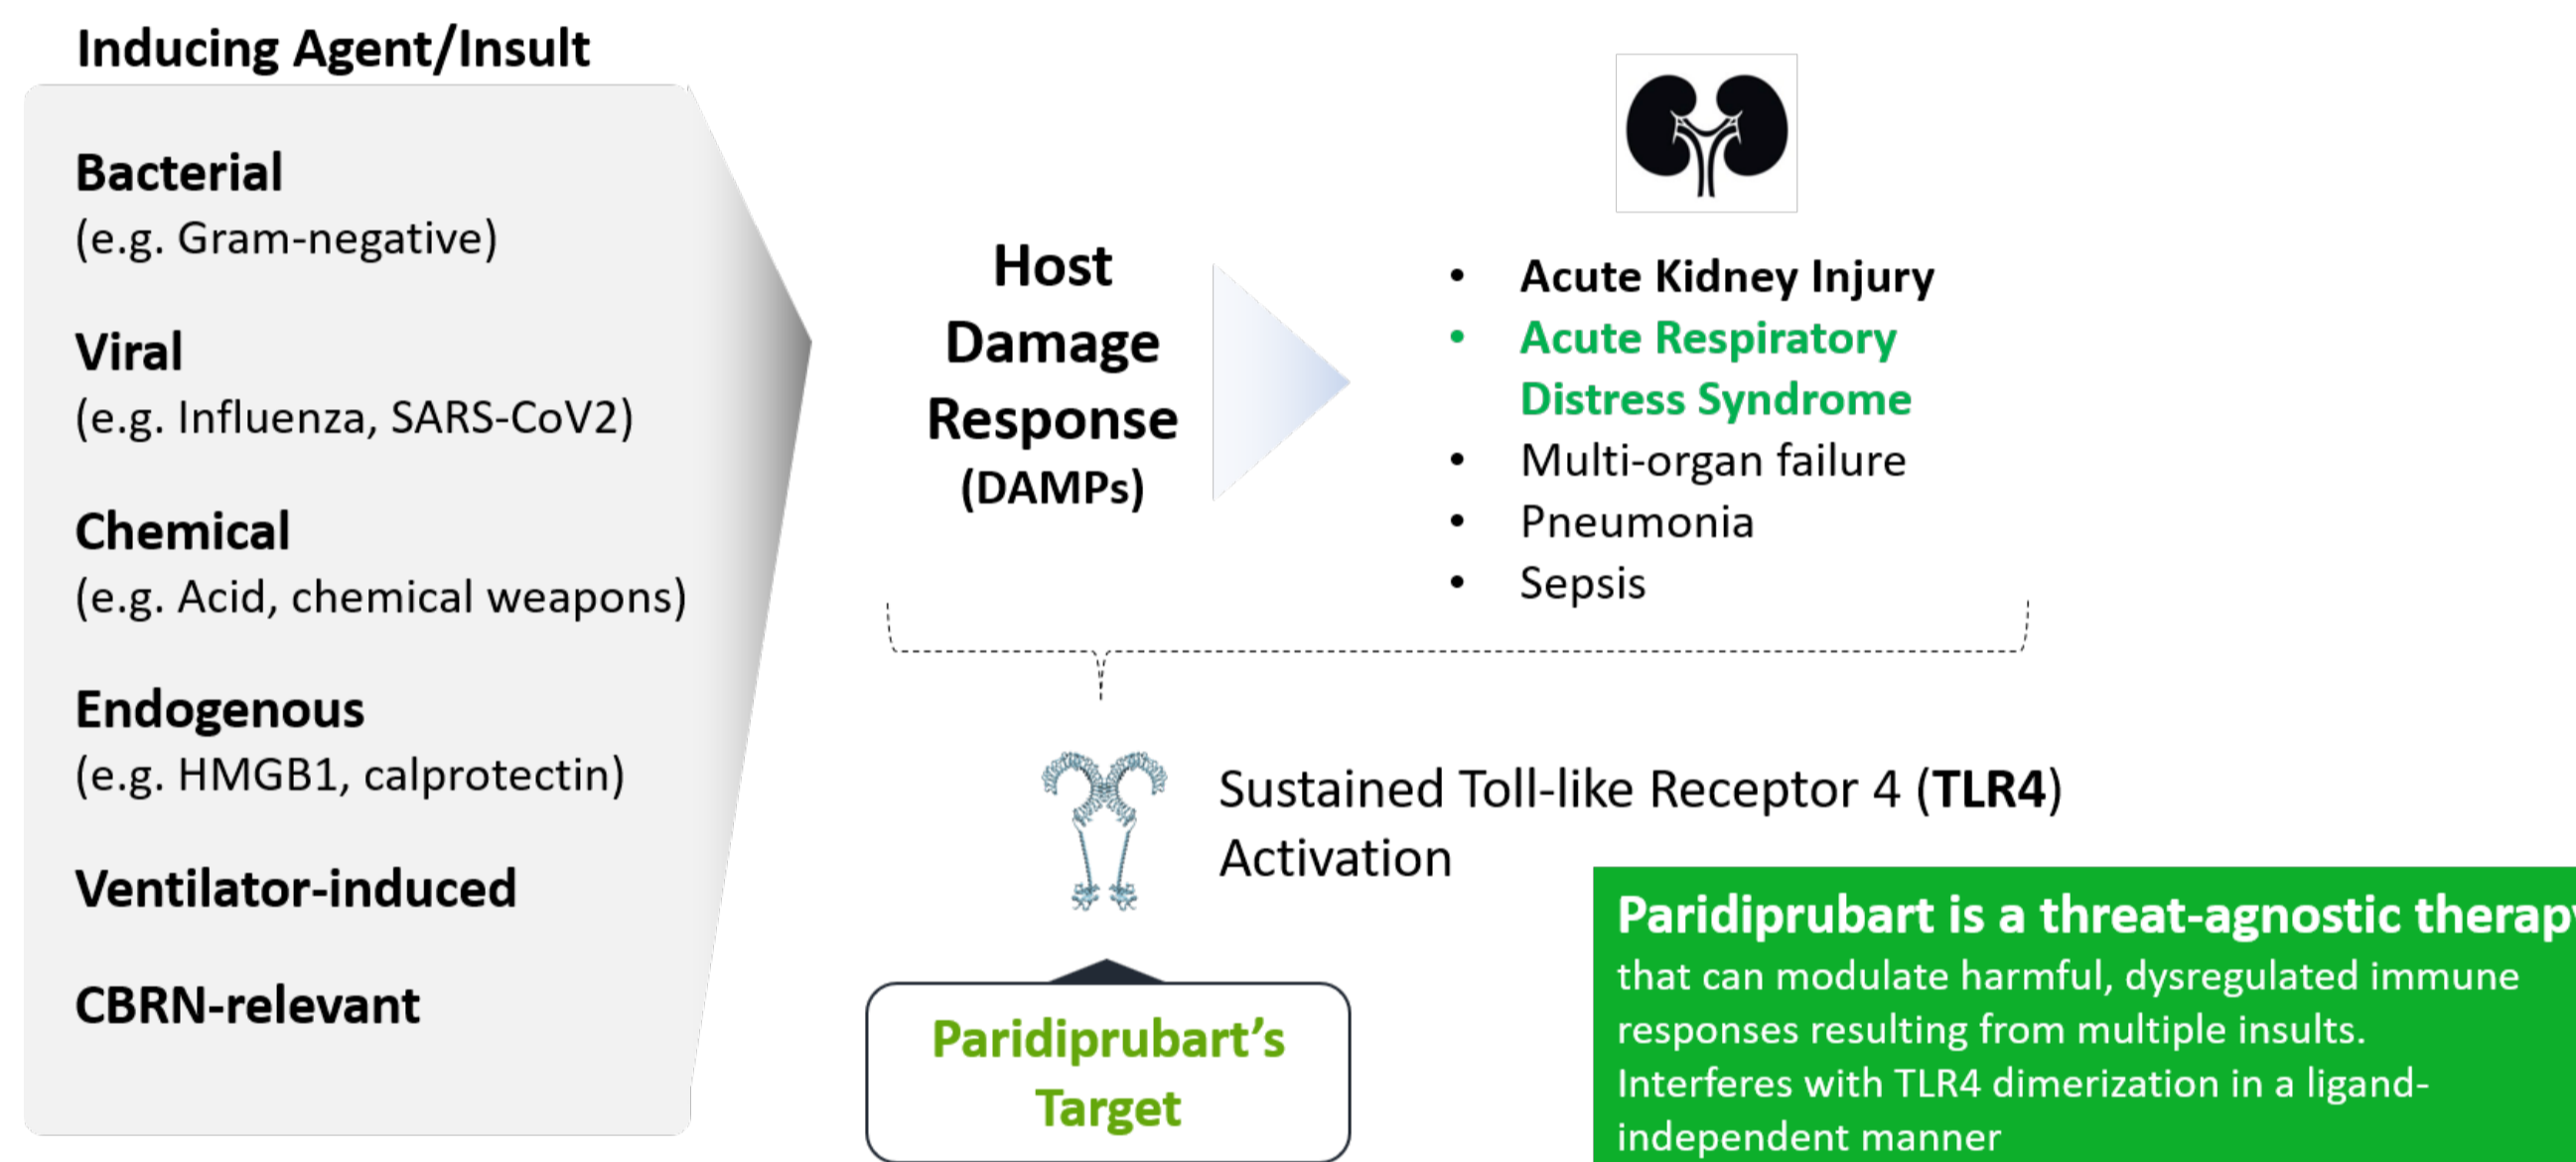 Inducing Agent/Insult
Bacterial
(e.g. Gram-negative)
Viral
(e.g. Influenza, SARS-CoV2)
Chemical
(e.g. Acid, chemical weapons)
Endogenous
(e.g. HMGB1, calprotectin)
Ventilator-induced
CBRN-relevant
Host
Damage
Response
(DAMPs)
• Acute Kidney Injury
• Acute Respiratory
Distress Syndrome
• Multi-organ failure
• Pneumonia
• Sepsis
Sustained Toll-like Receptor 4 (TLR4)
Activation
Paridiprubart's
Target
Paridiprubart is a threat-agnostic therapy
that can modulate harmful, dysregulated immune
responses resulting from multiple insults.
Interferes with TLR4 dimerization in a ligand-
independent manner